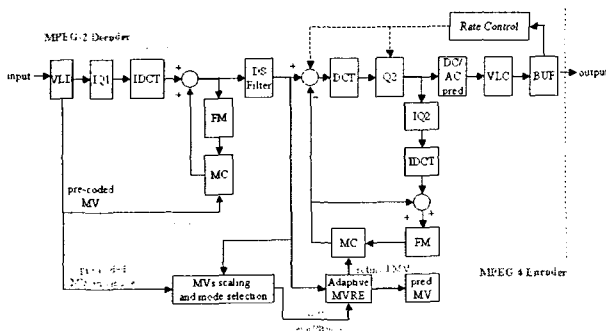 Rate Control
MPEG-2 Decoder
input
VLD
IQ1
IDCT
+
+
DS
Filter
+
-
DCT
Q2
DC/
AC
pred
VLC
BUF
output
FM
IQ2
IDCT
MC
pre-coded
MV
+
+
MC
FM
MPEG-4 Encoder
MVs scaling
and mode selection
Adaptive
MVRE
pred
MV